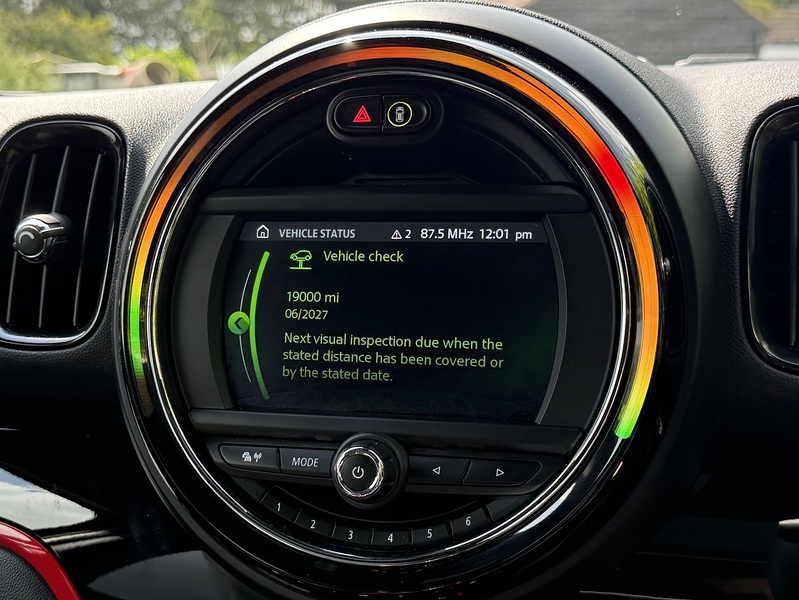 VEHICLE STATUS 2 87.5 MHz 12:01 pm
Vehicle check
19000 mi
06/2027
Next visual inspection due when the
stated distance has been covered or
by the stated date.
MODE
1 2 3 4 5 6